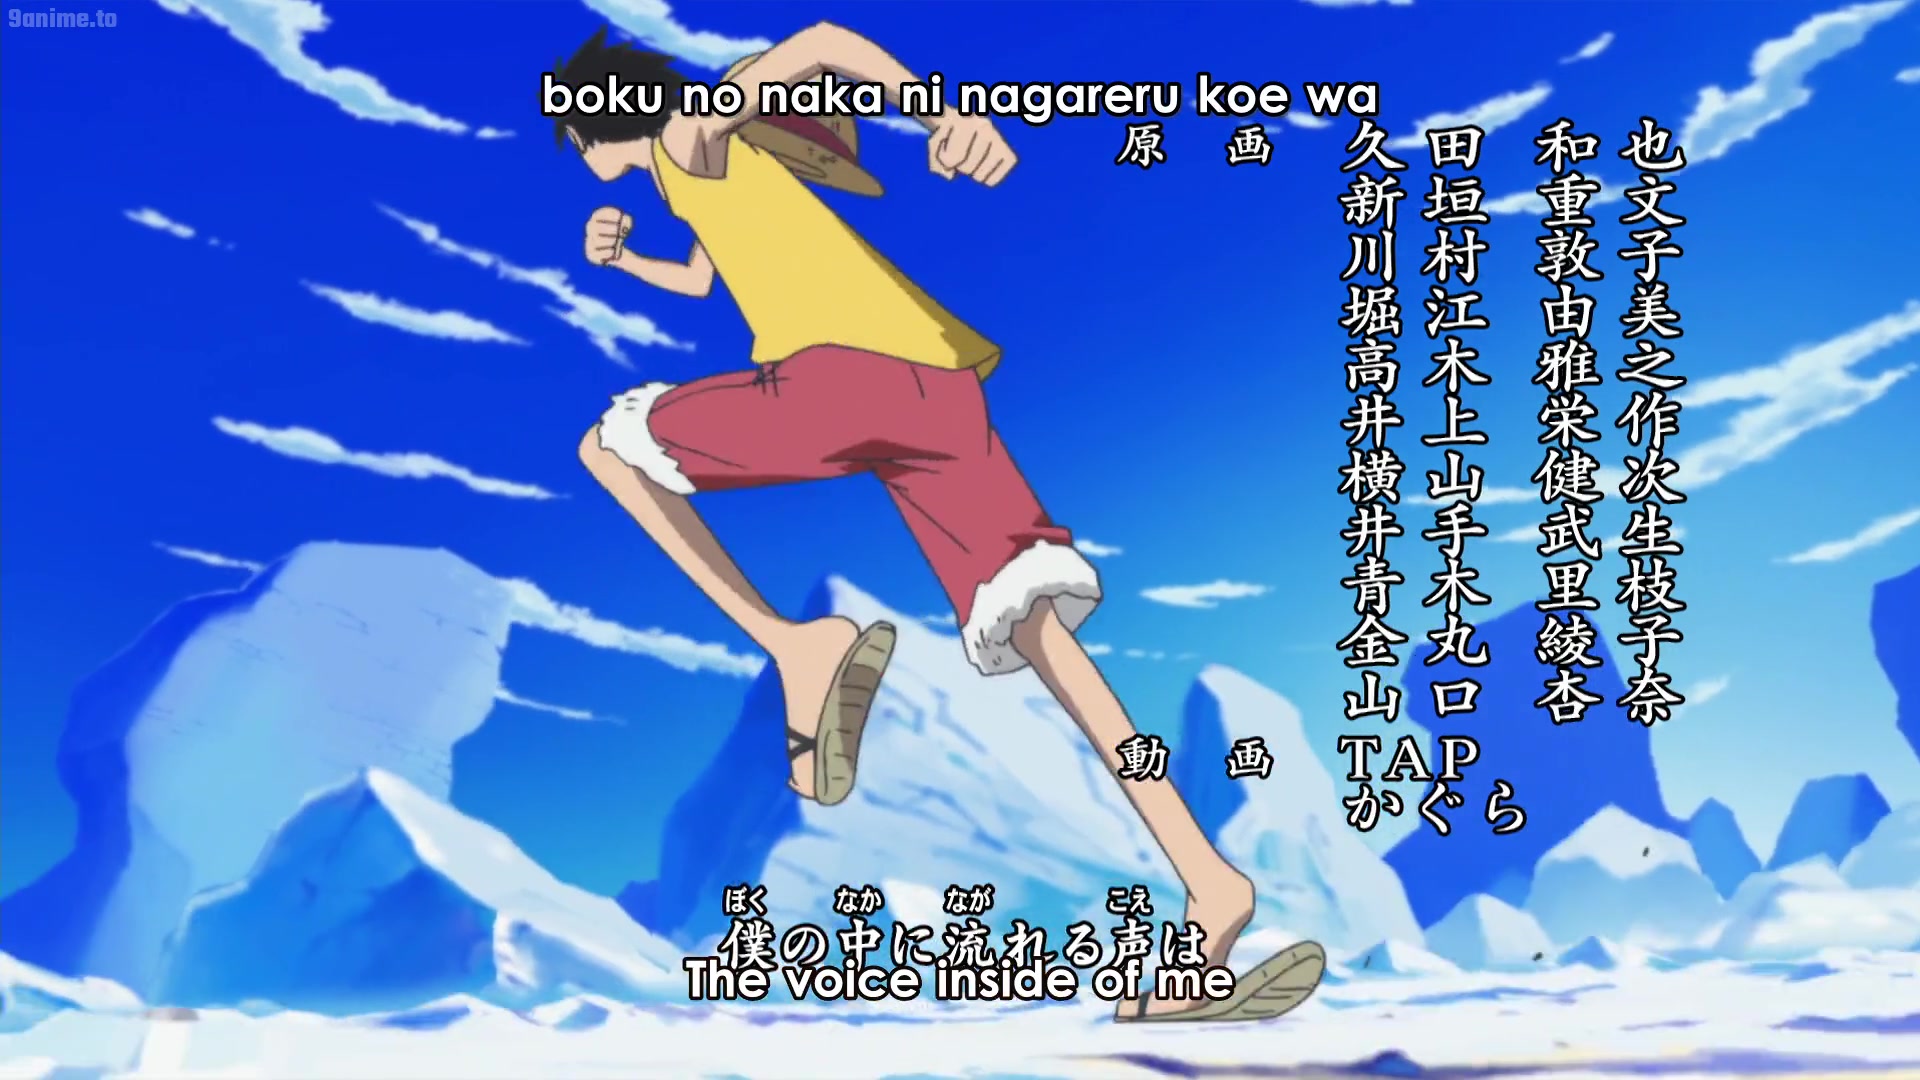 9anime.to
boku no naka ni nagareru koe wa
原画 久田和也
新垣重文
川村敦子
堀江由美
高木雅之
井上栄作
横山健次
井手武生
青木里枝
金丸綾子
山口杏奈
動画 TAP
かぐら
ぼく なか なが こえ
僕の中に流れる声は
The voice inside of me